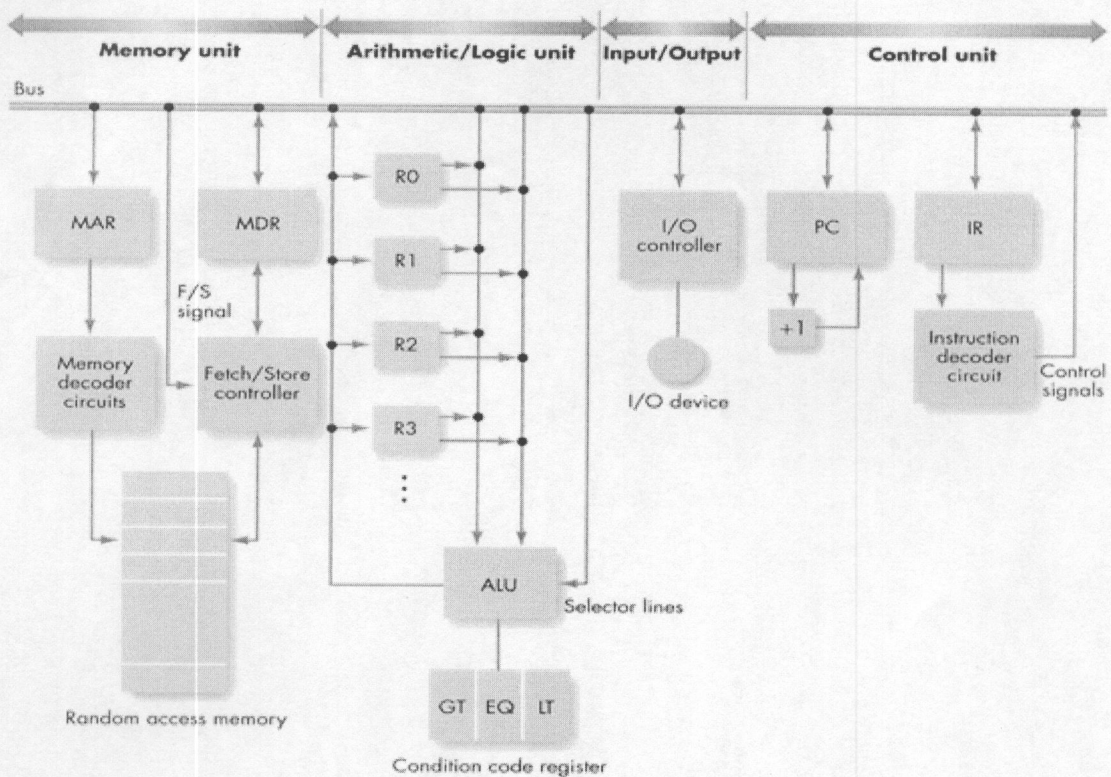 Memory unit
Arithmetic/Logic unit
Input/Output
Control unit
Bus
MAR
MDR
F/S
signal
Memory
decoder
circuits
Fetch/Store
controller
Random access memory
R0
R1
R2
R3
ALU
Selector lines
GT
EQ
LT
Condition code register
I/O
controller
I/O device
PC
+1
IR
Instruction
decoder
circuit
Control
signals